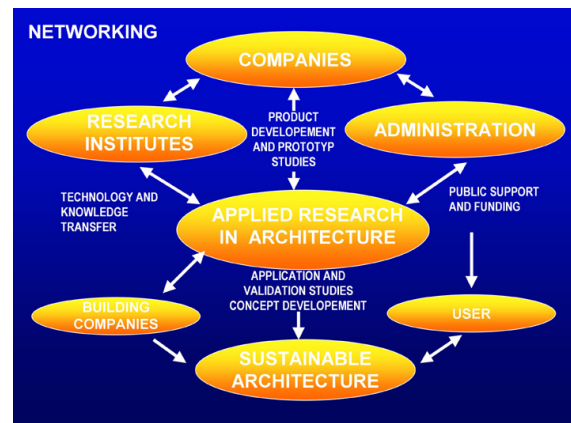 NETWORKING
COMPANIES
RESEARCH
INSTITUTES
PRODUCT
DEVELOPEMENT
AND PROTOTYP
STUDIES
ADMINISTRATION
TECHNOLOGY AND
KNOWLEDGE
TRANSFER
APPLIED RESEARCH
IN ARCHITECTURE
PUBLIC SUPPORT
AND FUNDING
APPLICATION AND
VALIDATION STUDIES
CONCEPT DEVELOPEMENT
BUILDING
COMPANIES
USER
SUSTAINABLE
ARCHITECTURE